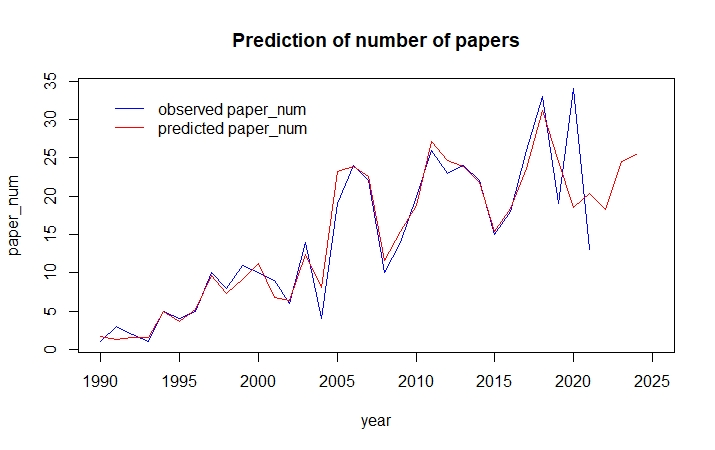 Prediction of number of papers
observed paper_num
predicted paper_num
paper_num
0
5
10
15
20
25
30
35
1990 1995 2000 2005 2010 2015 2020 2025
year